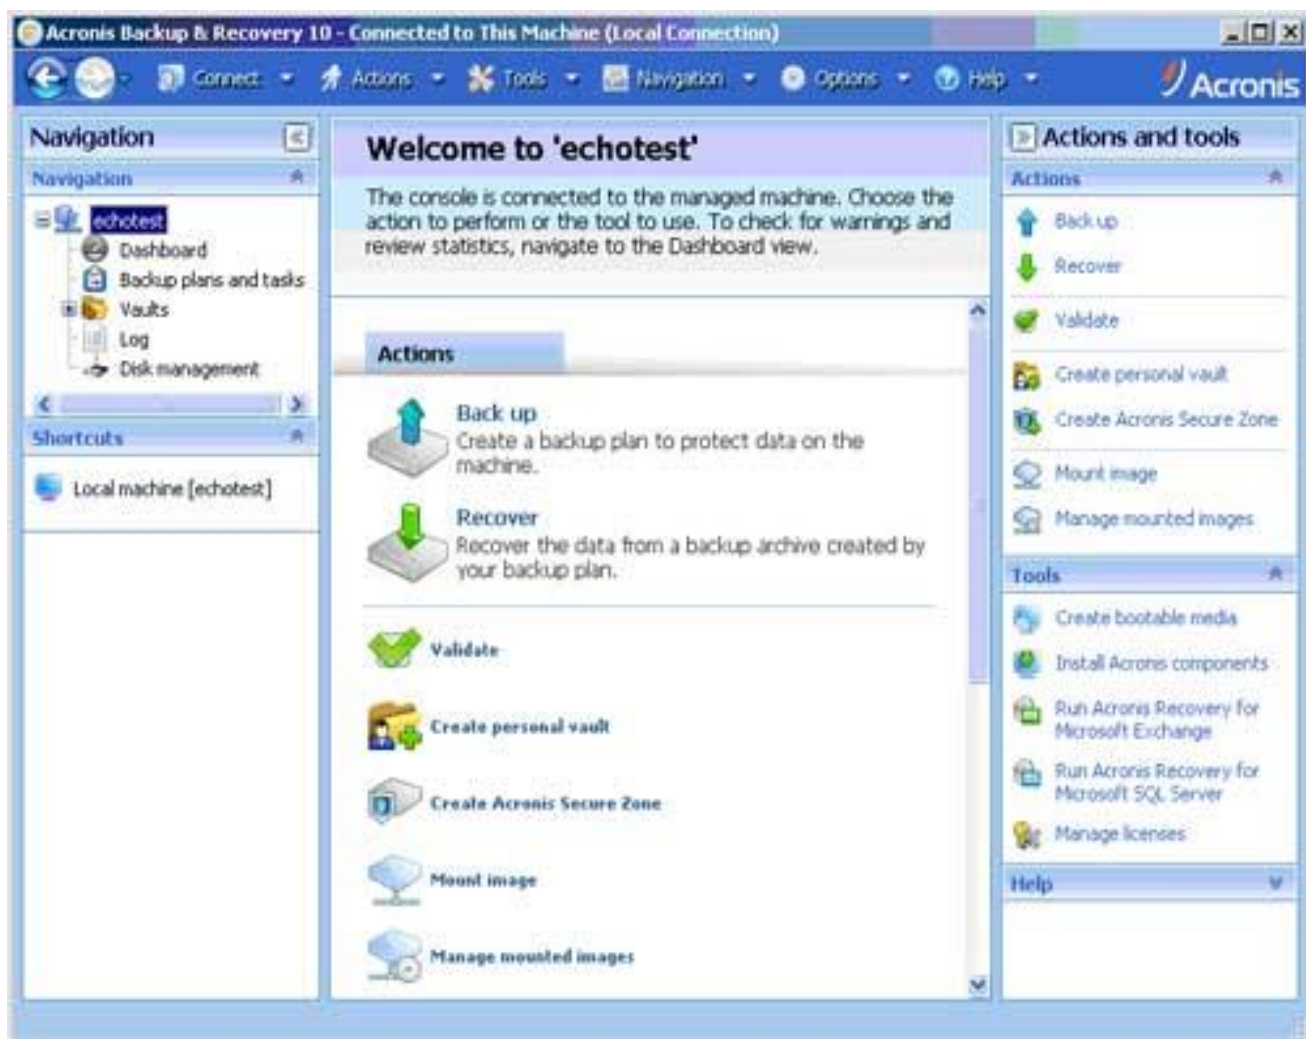 Acronis Backup & Recovery 10 - Connected to This Machine (Local Connection)
Connect
Actions
Tools
Navigation
Options
Help
Acronis
Navigation
Navigation
echotest
Dashboard
Backup plans and tasks
Vaults
Log
Disk management
Shortcuts
Local machine [echotest]
Welcome to 'echotest'
The console is connected to the managed machine. Choose the
action to perform or the tool to use. To check for warnings and
review statistics, navigate to the Dashboard view.
Actions
Back up
Create a backup plan to protect data on the
machine.
Recover
Recover the data from a backup archive created by
your backup plan.
Validate
Create personal vault
Create Acronis Secure Zone
Mount image
Manage mounted images
Actions and tools
Actions
Back up
Recover
Validate
Create personal vault
Create Acronis Secure Zone
Mount image
Manage mounted images
Tools
Create bootable media
Install Acronis components
Run Acronis Recovery for
Microsoft Exchange
Run Acronis Recovery for
Microsoft SQL Server
Manage licenses
Help